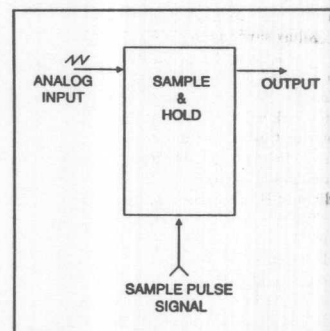 ANALOG
INPUT
SAMPLE
&
HOLD
OUTPUT
SAMPLE PULSE
SIGNAL